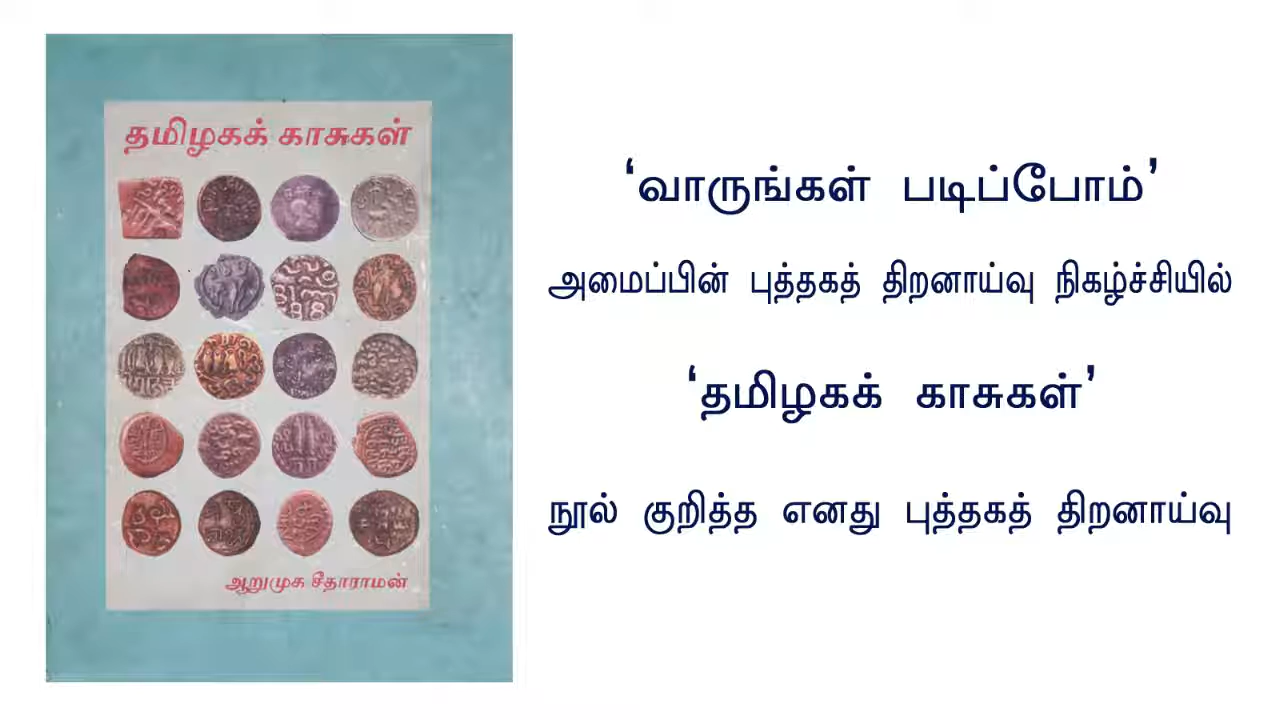 தமிழகக் காசுகள்
ஆறுமுக சீதாராமன்
‘வாருங்கள் படிப்போம்’
அமைப்பின் புத்தகத் திறனாய்வு நிகழ்ச்சியில்
‘தமிழகக் காசுகள்’
நூல் குறித்த எனது புத்தகத் திறனாய்வு